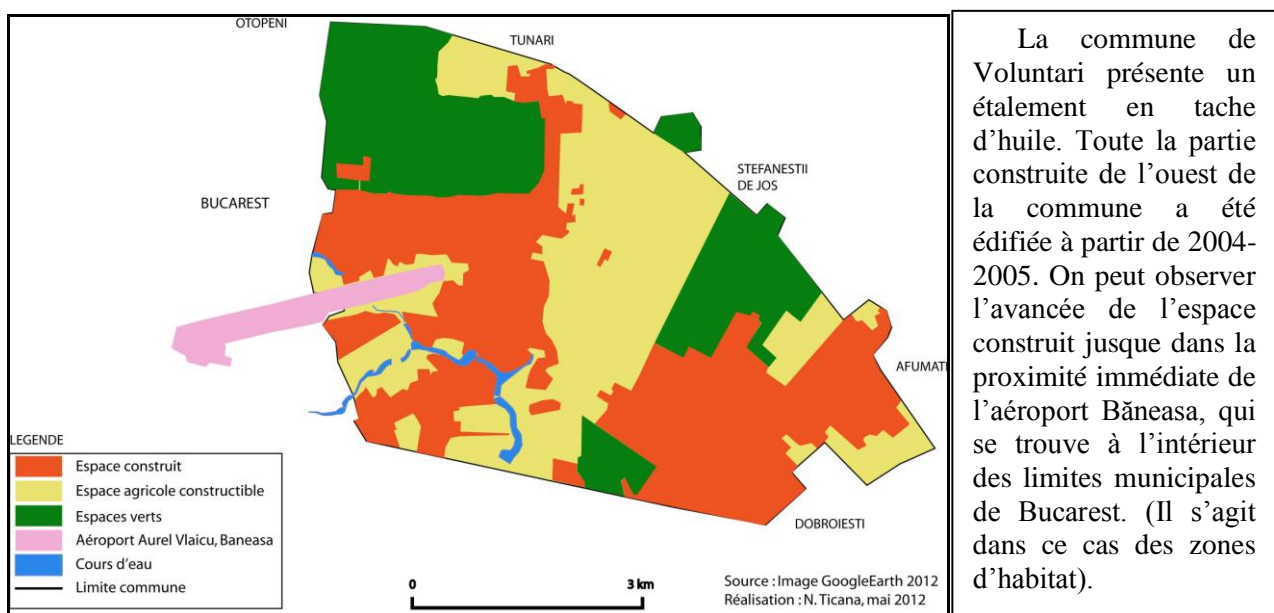 OTOPENI
TUNARI
STEFANESTII
DE JOS
BUCAREST
AFUMATI
DOBROIESTI
LEGENDE
Espace construit
Espace agricole constructible
Espaces verts
Aéroport Aurel Vlaicu, Baneasa
Cours d'eau
Limite commune
0 3 km
Source : Image GoogleEarth 2012
Réalisation : N. Ticana, mai 2012
La commune de
Voluntari présente un
étalement en tache
d'huile. Toute la partie
construite de l'ouest de
la commune a été
édifiée à partir de 2004-
2005. On peut observer
l'avancée de l'espace
construit jusque dans la
proximité immédiate de
l'aéroport Băneasa, qui
se trouve à l'intérieur
des limites municipales
de Bucarest. (Il s'agit
dans ce cas des zones
d'habitat).